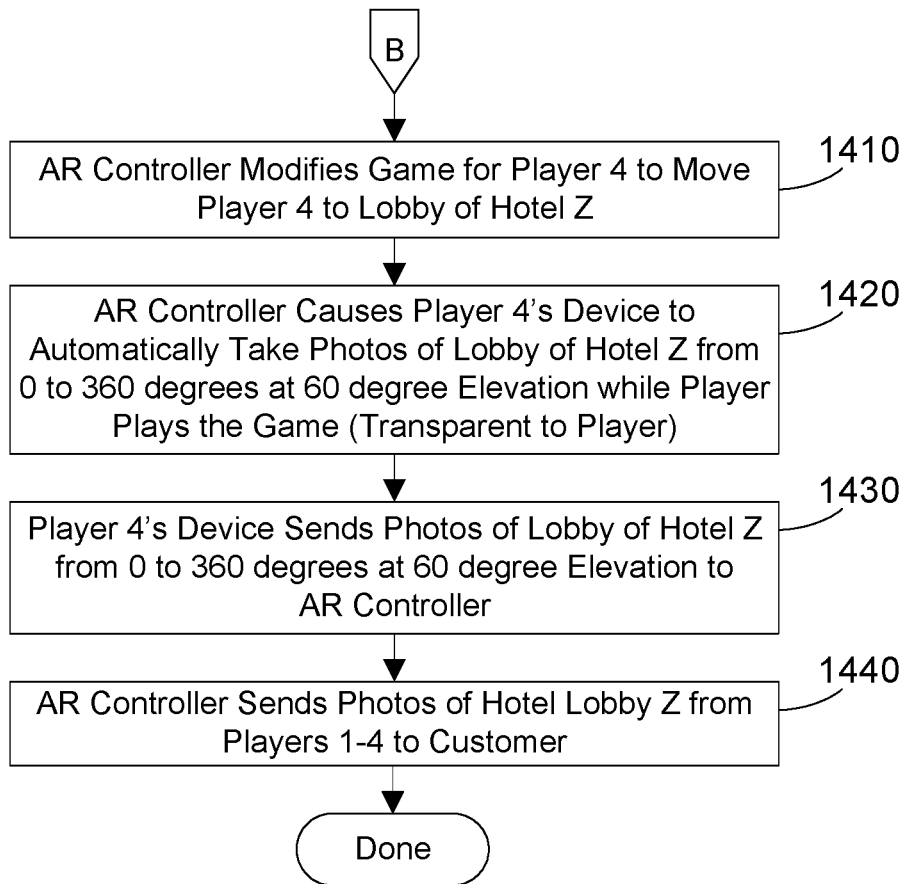 B
AR Controller Modifies Game for Player 4 to Move
Player 4 to Lobby of Hotel Z
1410
AR Controller Causes Player 4's Device to
Automatically Take Photos of Lobby of Hotel Z from
0 to 360 degrees at 60 degree Elevation while Player
Plays the Game (Transparent to Player)
1420
Player 4's Device Sends Photos of Lobby of Hotel Z
from 0 to 360 degrees at 60 degree Elevation to
AR Controller
1430
AR Controller Sends Photos of Hotel Lobby Z from
Players 1-4 to Customer
1440
Done